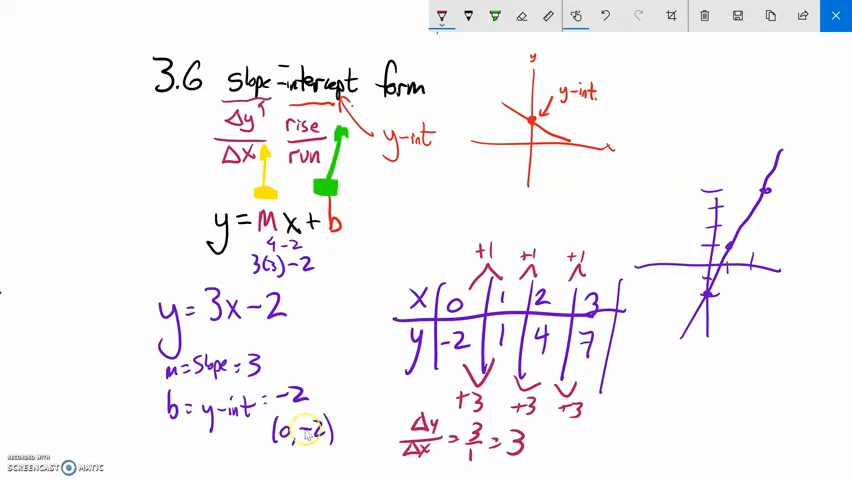 3.6 slope-intercept form
Δy
Δx
rise
run
y-int
y = mx + b
4-2
3(3)-2
y = 3x-2
m = slope = 3
b = y-int = -2
(0, -2)
y
y-int.
x
+1 +1 +1
x 0 1 2 3
y -2 1 4 7
+3 +3 +3
Δy/Δx = 3/1 = 3
RECORDED WITH
SCREENCAST MATIC